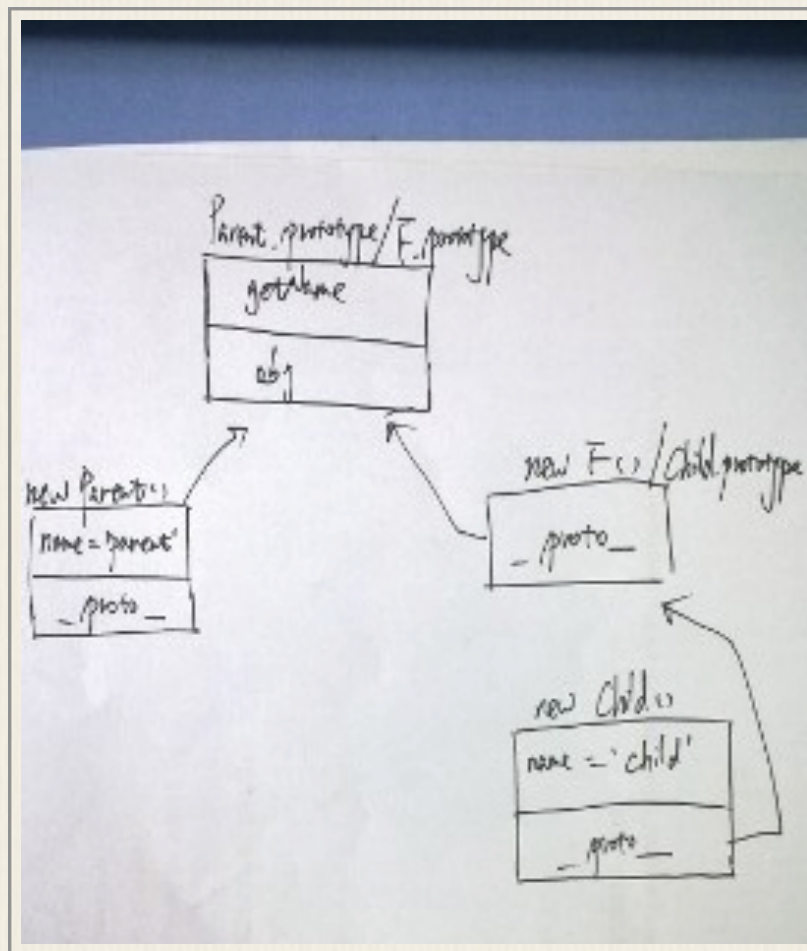 Parent.prototype/F.prototype
getName
obj
new Parent()
name='parent'
_proto_
new F()/Child.prototype
_proto_
new Child()
name='child'
_proto_